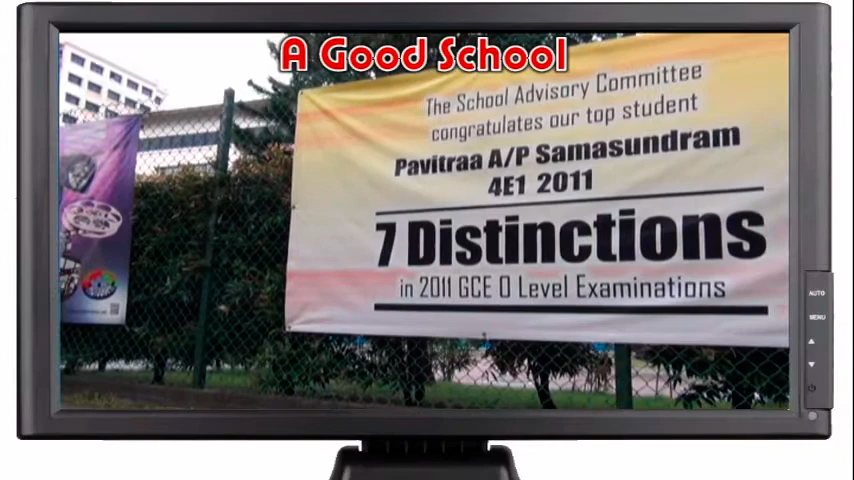 A Good School
The School Advisory Committee
congratulates our top student
Pavitraa A/P Samasundram
4E1 2011
7 Distinctions
in 2011 GCE O Level Examinations
AUTO
MENU